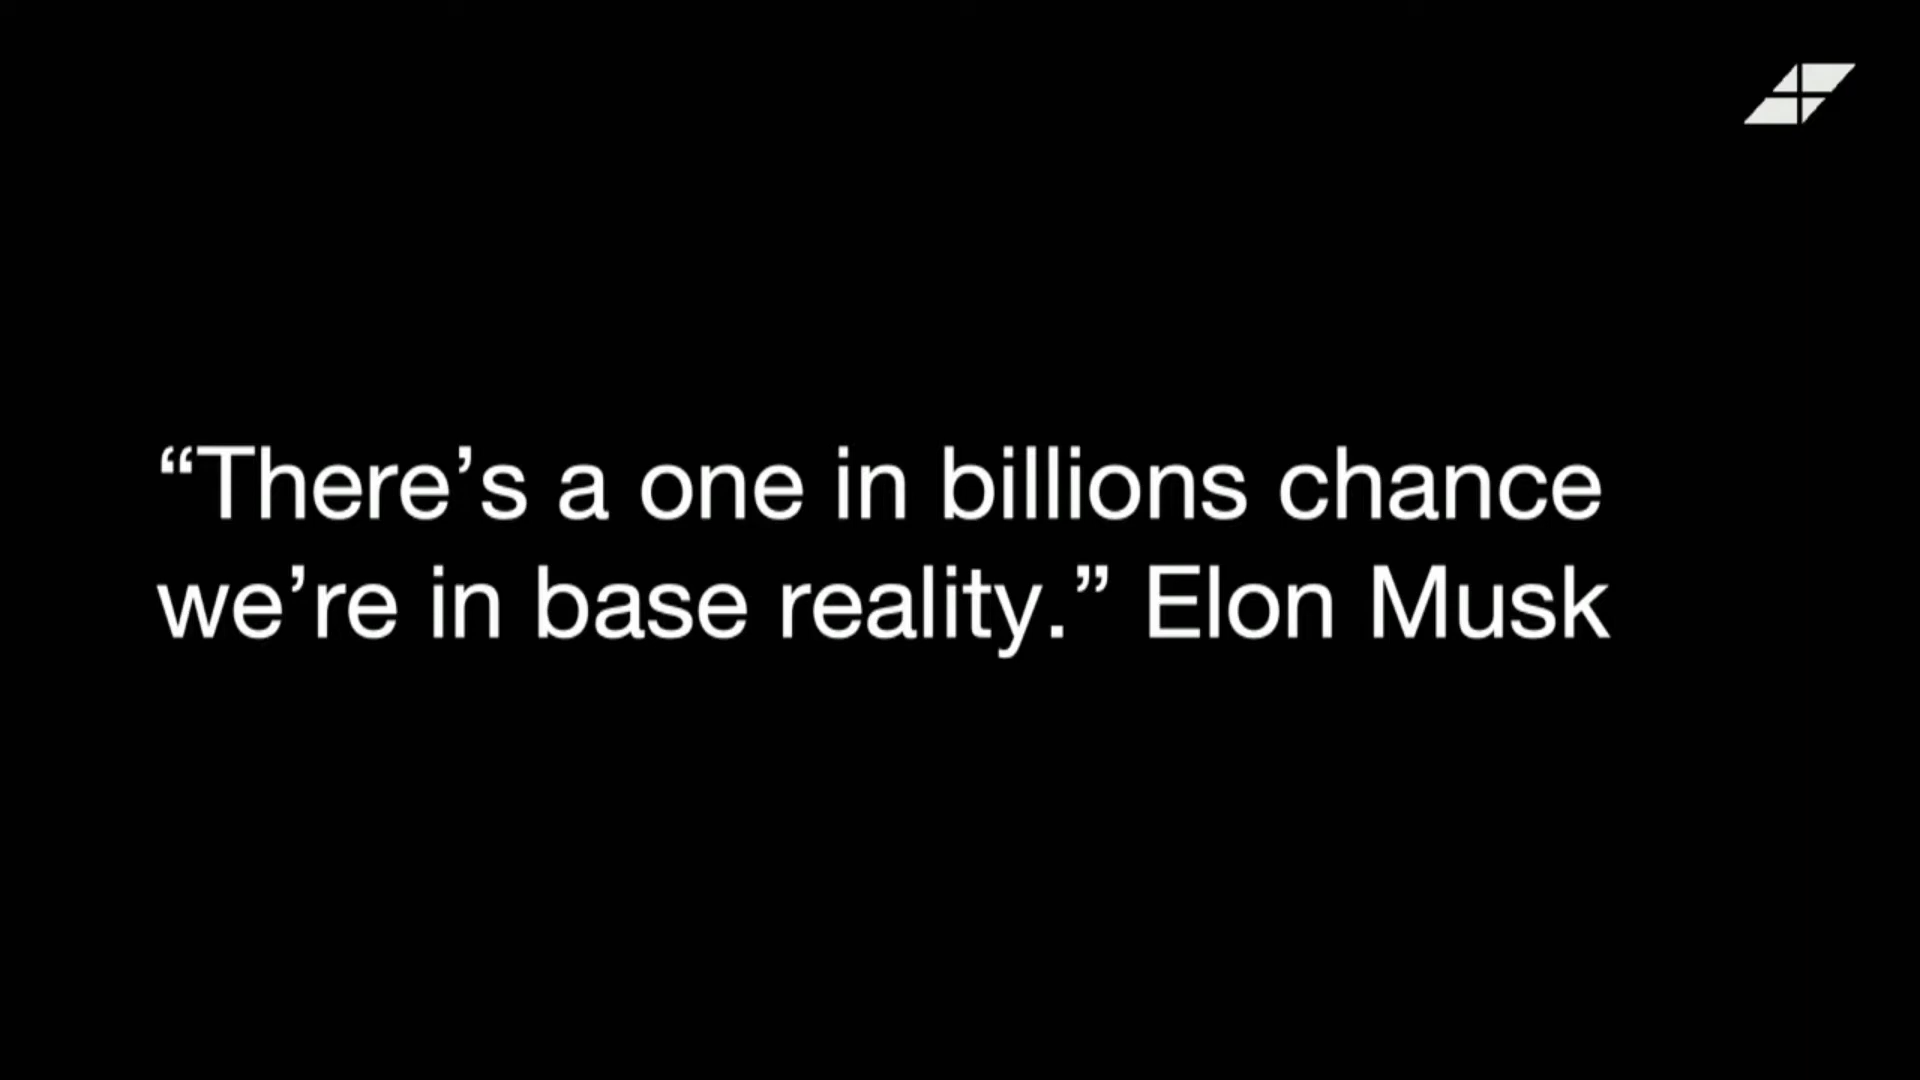 “There’s a one in billions chance
we’re in base reality.” Elon Musk